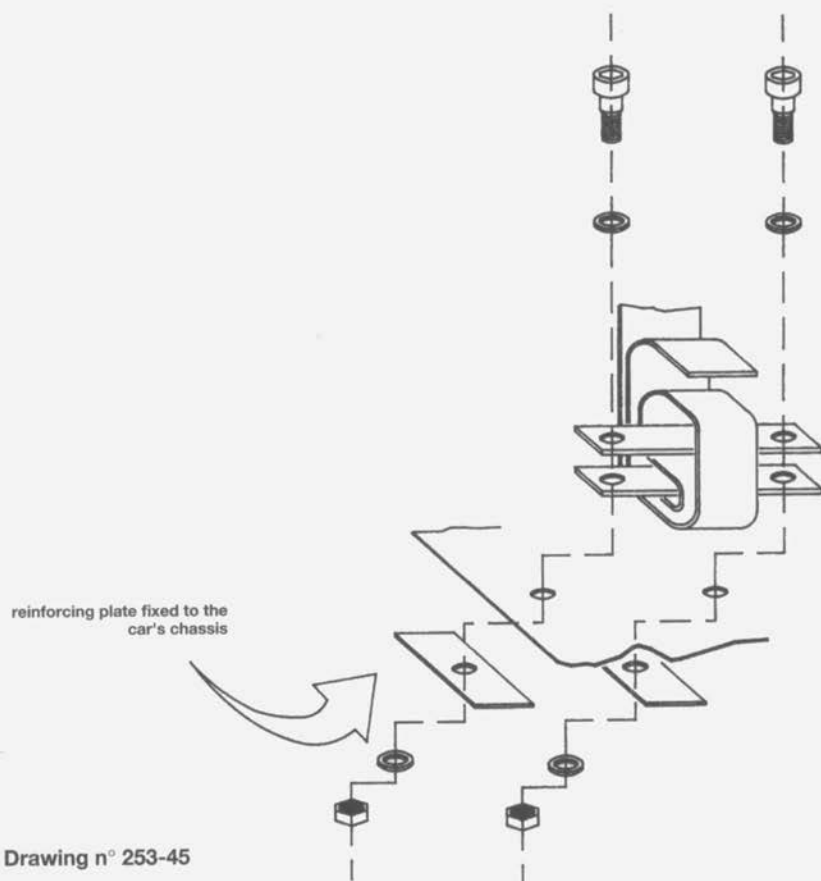 reinforcing plate fixed to the
car's chassis
Drawing n° 253-45